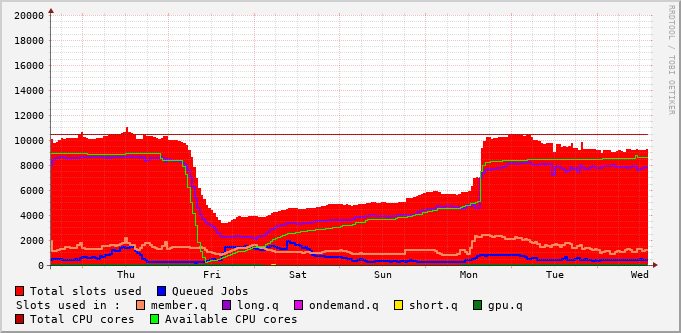 20000
18000
16000
14000
12000
10000
8000
6000
4000
2000
0
Thu Fri Sat Sun Mon Tue Wed
Total slots used Queued Jobs
Slots used in : member.q long.q ondemand.q short.q gpu.q
Total CPU cores Available CPU cores
RRDTOOL / TOBI OETIKER